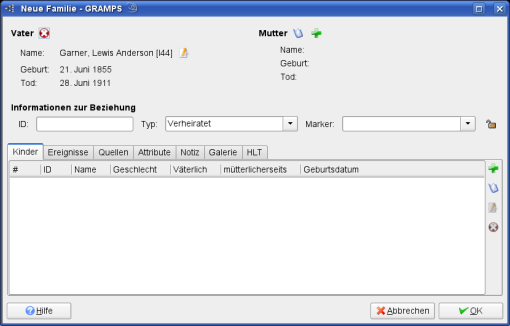 Neue Familie - GRAMPS
Vater
Mutter
Name: Garner, Lewis Anderson [I44]
Name:
Geburt: 21. Juni 1855
Geburt:
Tod: 28. Juni 1911
Tod:
Informationen zur Beziehung
ID: Typ: Verheiratet Marker:
Kinder Ereignisse Quellen Attribute Notiz Galerie HLT
# ID Name Geschlecht Väterlich mütterlicherseits Geburtsdatum
Hilfe Abbrechen OK